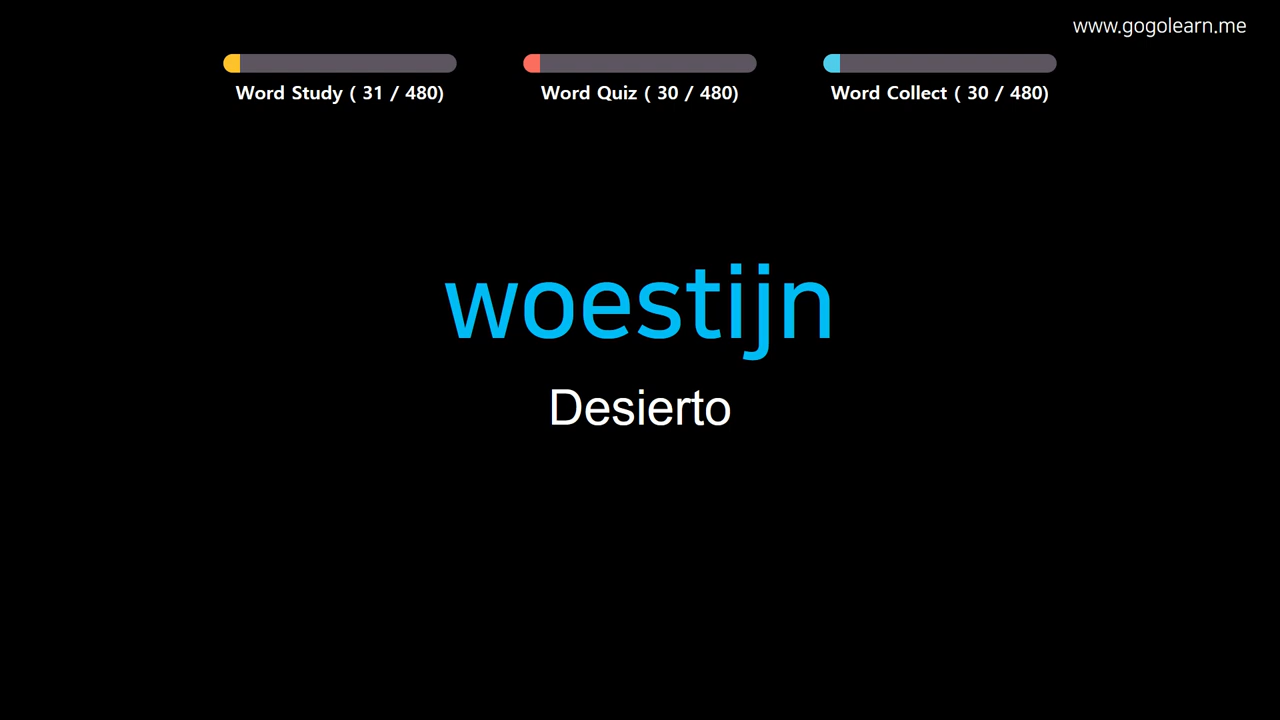 www.gogolearn.me
Word Study ( 31 / 480)
Word Quiz ( 30 / 480)
Word Collect ( 30 / 480)
woestijn
Desierto